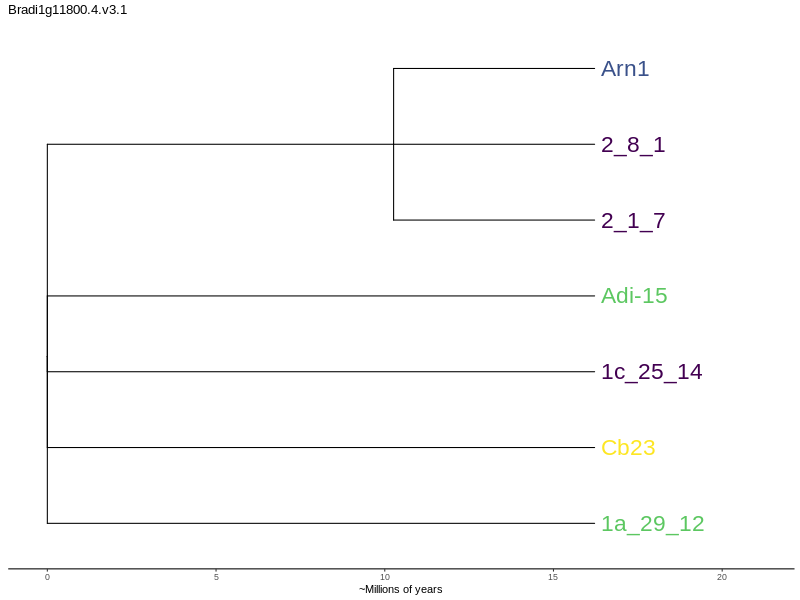 Bradi1g11800.4.v3.1
Arn1
2_8_1
2_1_7
Adi-15
1c_25_14
Cb23
1a_29_12
0 5 10 15 20
~Millions of years